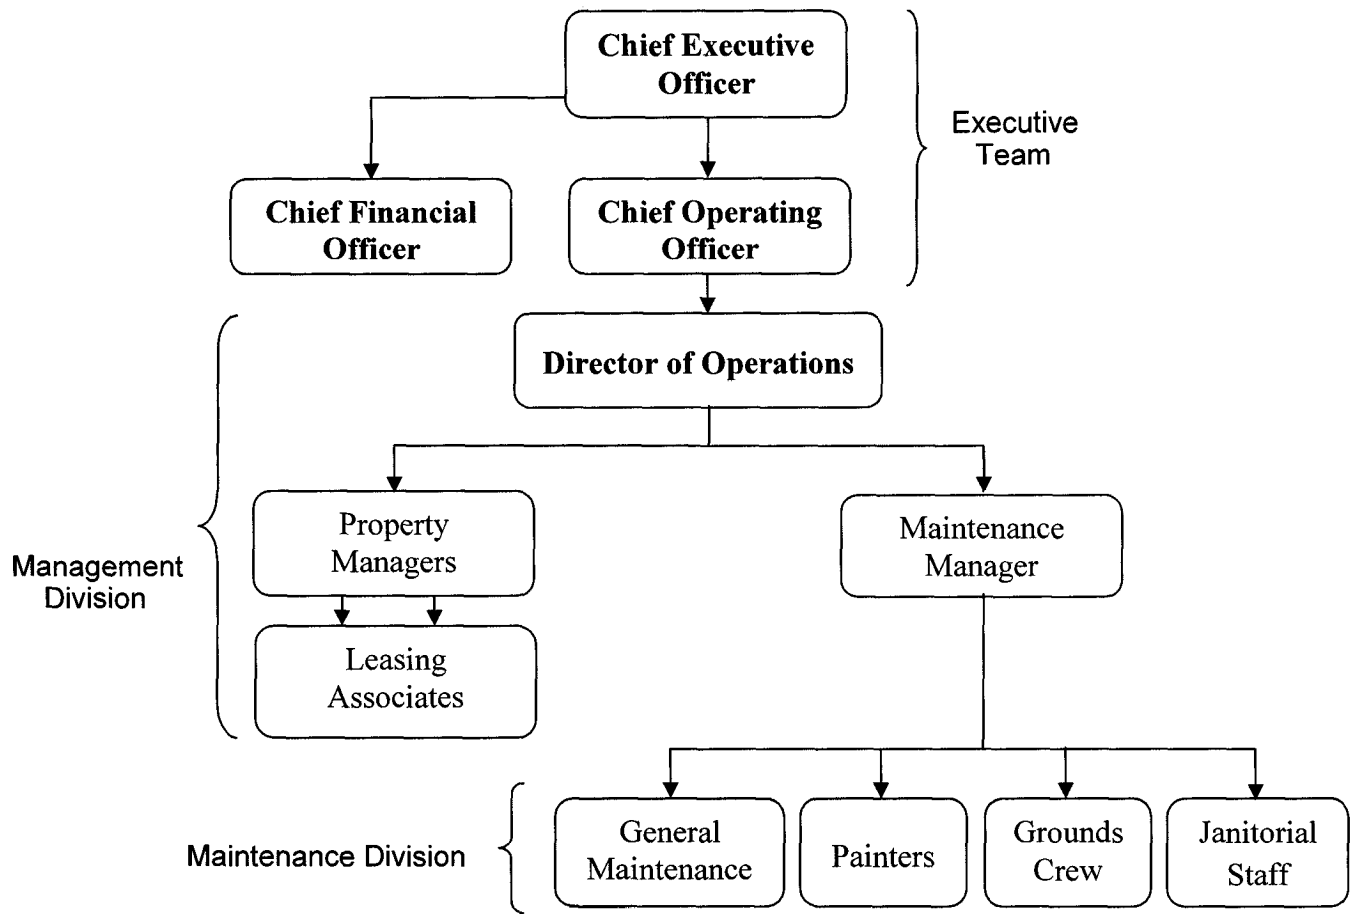 Chief Executive
Officer
Executive
Team
Chief Financial
Officer
Chief Operating
Officer
Director of Operations
Property
Managers
Maintenance
Manager
Management
Division
Leasing
Associates
Maintenance Division
General
Maintenance
Painters
Grounds
Crew
Janitorial
Staff